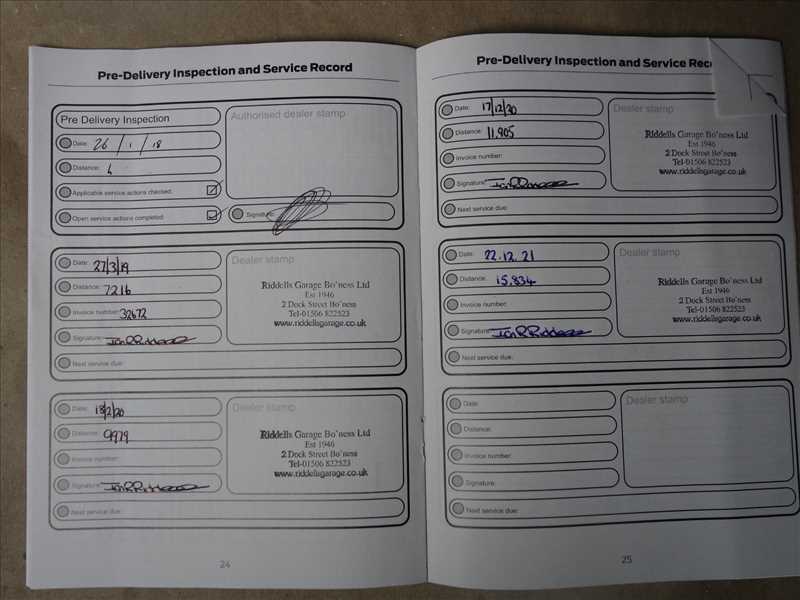 Pre-Delivery Inspection and Service Record
Pre Delivery Inspection
Date: 26 / 1 / 18
Distance: 4
Applicable service actions checked:
Open service actions completed:
Authorised dealer stamp
Signature:
Date: 27/3/19
Distance: 7216
Invoice number: 32672
Signature:
Next service due:
Dealer stamp
Riddells Garage Bo'ness Ltd
Est 1946
2 Dock Street Bo'ness
Tel-01506 822523
www.riddellsgarage.co.uk
Date: 18/2/20
Distance: 9979
Invoice number:
Signature:
Next service due:
Dealer stamp
Riddells Garage Bo'ness Ltd
Est 1946
2 Dock Street Bo'ness
Tel-01506 822523
www.riddellsgarage.co.uk
24
Pre-Delivery Inspection and Service Rec
Date: 17/12/20
Distance: 11,905
Invoice number:
Signature:
Next service due:
Dealer stamp
Riddells Garage Bo'ness Ltd
Est 1946
2 Dock Street Bo'ness
Tel-01506 822523
www.riddellsgarage.co.uk
Date: 22.12.21
Distance: 15,834
Invoice number:
Signature:
Next service due:
Dealer stamp
Riddells Garage Bo'ness Ltd
Est 1946
2 Dock Street Bo'ness
Tel-01506 822523
www.riddellsgarage.co.uk
Date:
Distance:
Invoice number:
Signature:
Next service due:
Dealer stamp
25